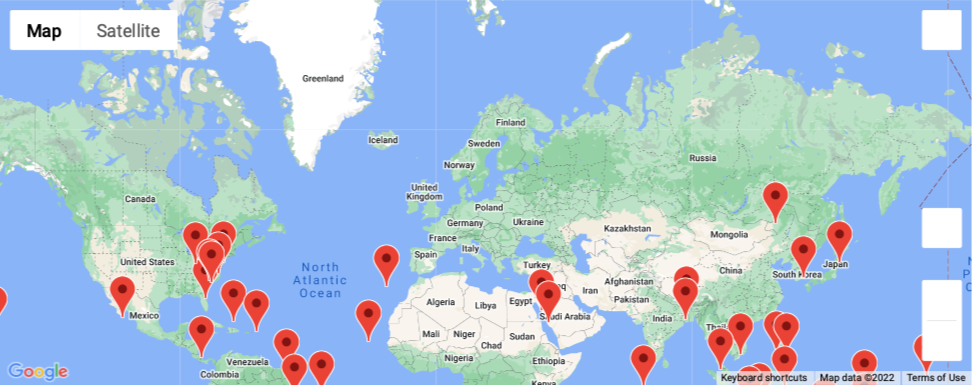 Map Satellite
Greenland
Iceland
Finland
Sweden
Norway
Russia
Canada
United
Kingdom
Poland
Germany
Ukraine
France
Italy
Spain
Kazakhstan
Mongolia
United States
North
Atlantic
Ocean
Turkey
China
South Korea
Japan
Afghanistan
Iran
Pakistan
Algeria
Libya
Egypt
Saudi Arabia
India
Mexico
Mali
Niger
Chad
Sudan
Nigeria
Ethiopia
Venezuela
Colombia
Google
Keyboard shortcuts Map data ©2022 Terms of Use